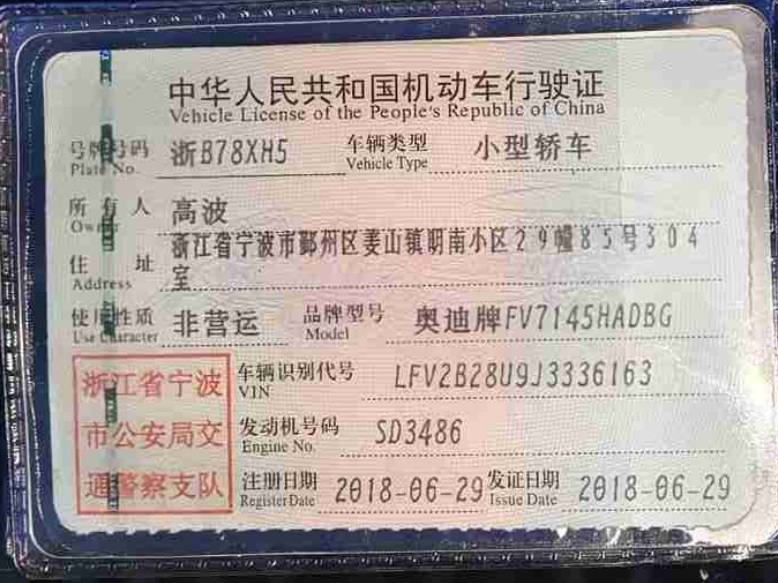 中华人民共和国机动车行驶证
Vehicle License of the People's Republic of China
号牌号码 浙B78XH5 车辆类型 小型轿车
Plate No. Vehicle Type
所有人 高波
Owner
浙江省宁波市鄞州区姜山镇明南小区29幢85号304
住址 室
Address
使用性质 非营运 品牌型号 奥迪牌FV7145HADBG
Use Character Model
浙江省宁波 车辆识别代号 LFV2B28U9J3336163
VIN
市公安局交 发动机号码 SD3486
Engine No.
通警察支队 注册日期 2018-06-29 发证日期 2018-06-29
Register Date Issue Date